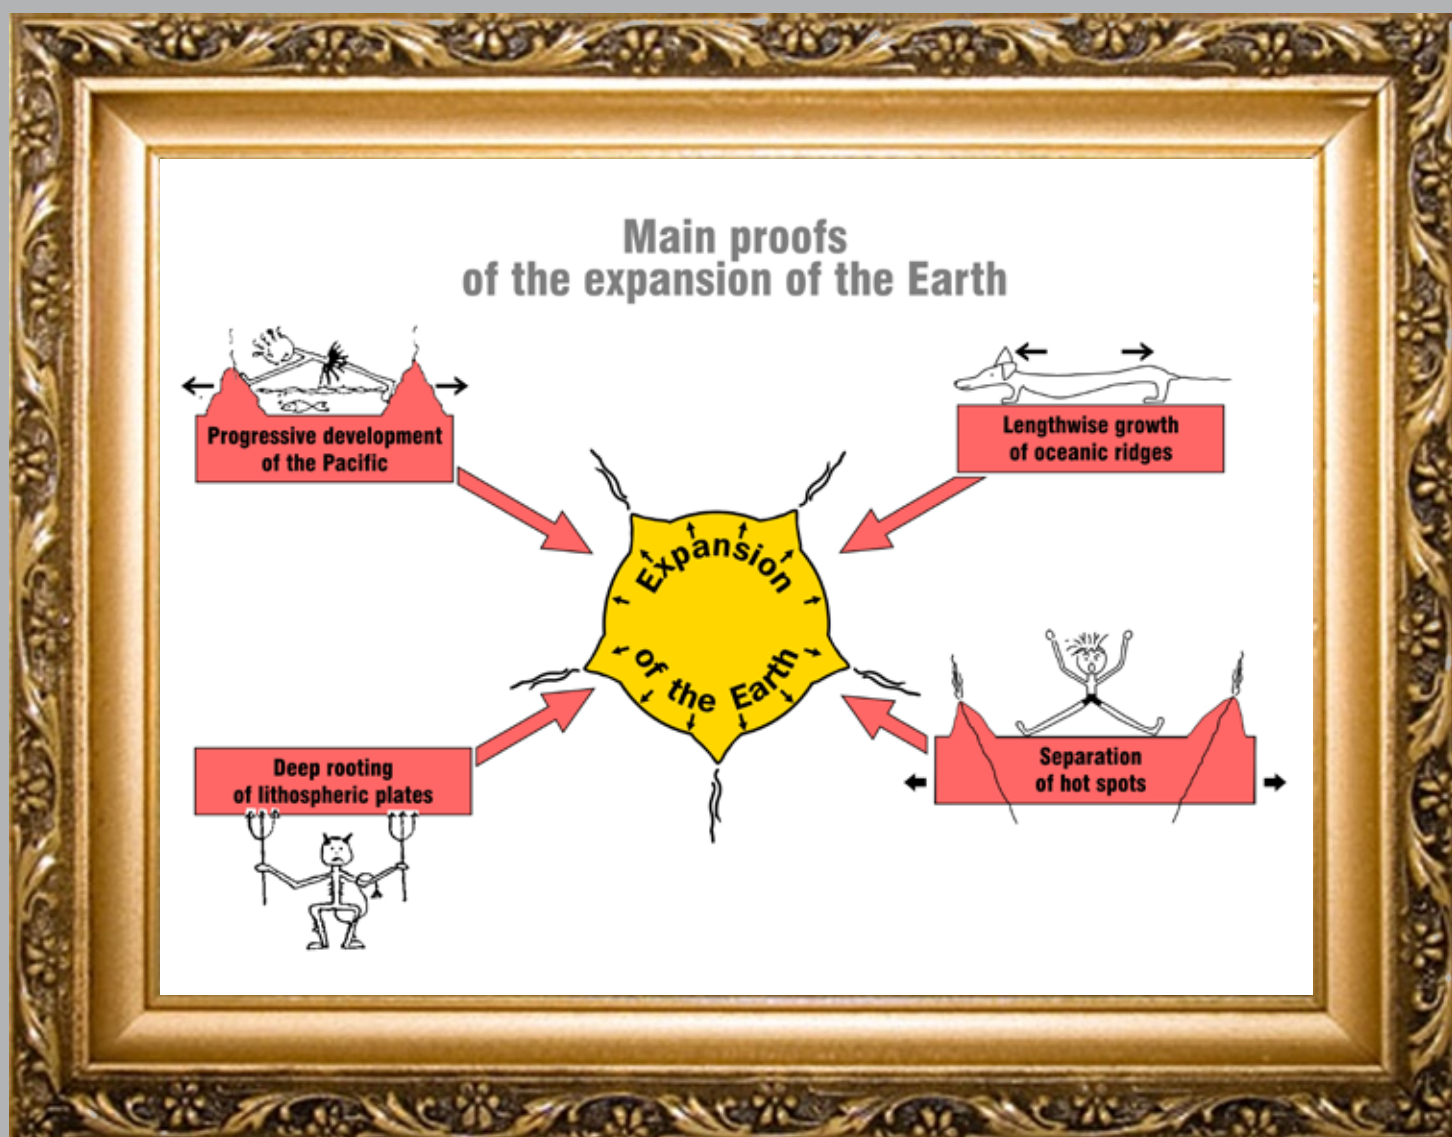 Main proofs
of the expansion of the Earth
Progressive development
of the Pacific
Lengthwise growth
of oceanic ridges
Expansion
of the Earth
Deep rooting
of lithospheric plates
Separation
of hot spots